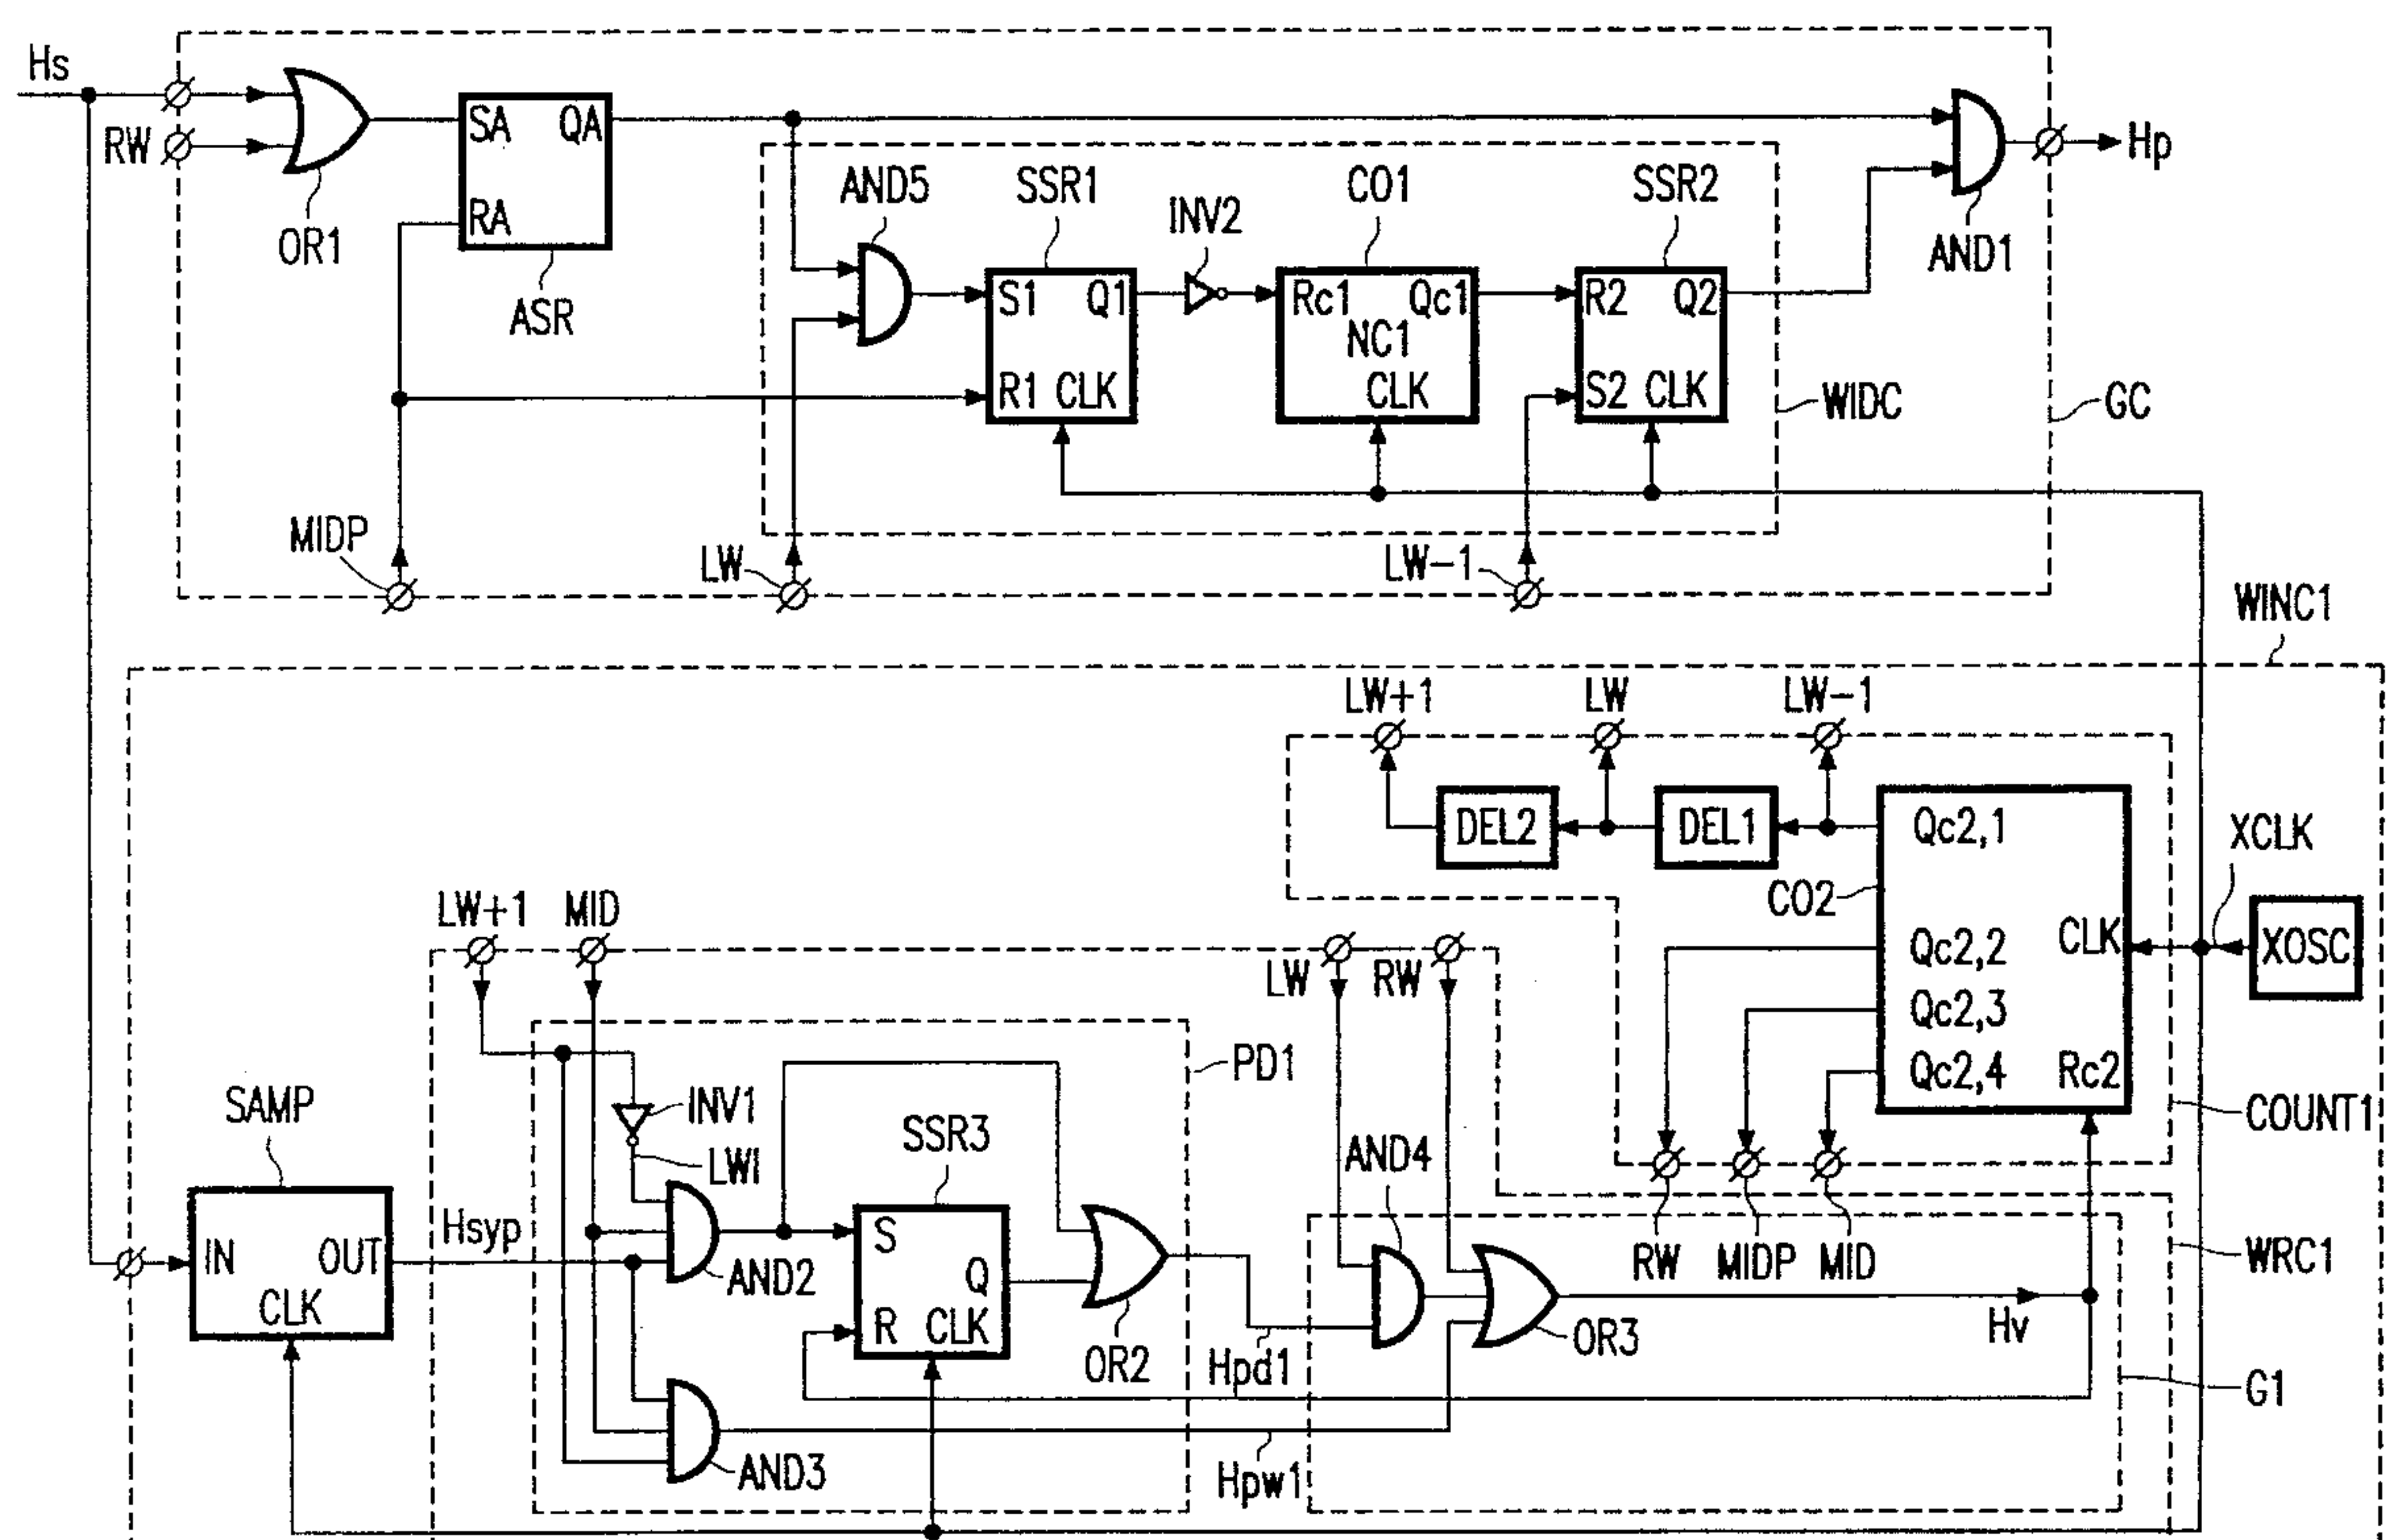 Hs
RW
OR1
SA QA
RA
ASR
AND5
SSR1
INV2
CO1
SSR2
AND1
Hp
S1 Q1
R1 CLK
Rc1 Qc1
NC1
CLK
R2 Q2
S2 CLK
WIDC
GC
MIDP
LW
LW-1
WINC1
LW+1
LW
LW-1
DEL2
DEL1
Qc2,1
CO2
CLK
Qc2,2
Qc2,3
Qc2,4
Rc2
XCLK
XOSC
COUNT1
RW
MIDP
MID
LW+1
MID
LW
RW
PD1
INV1
LWI
SAMP
IN OUT
CLK
Hsyp
AND2
SSR3
S
Q
R CLK
OR2
AND3
AND4
Hpd1
Hpw1
OR3
Hv
WRC1
G1